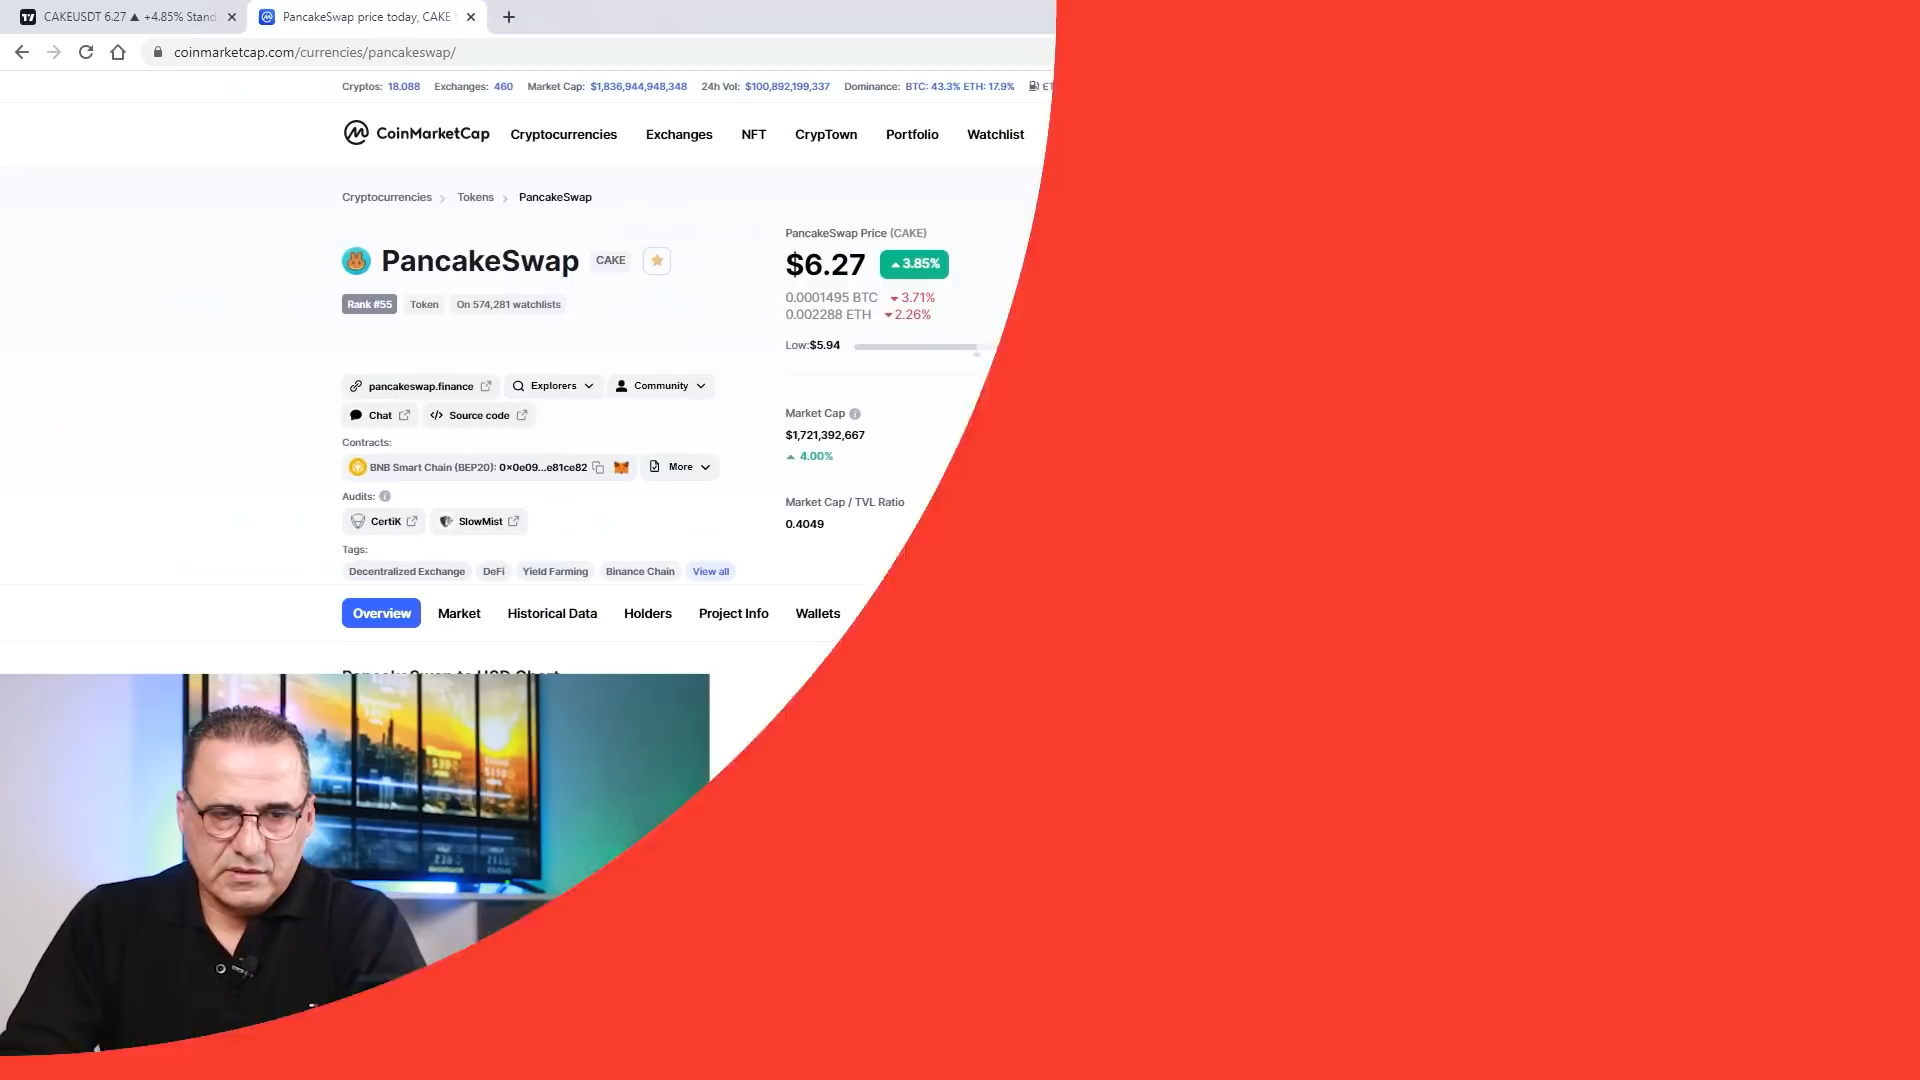 CAKEUSDT 6.27 ▲ +4.85% Stand
PancakeSwap price today, CAKE
coinmarketcap.com/currencies/pancakeswap/
Cryptos: 18.088 Exchanges: 460 Market Cap: $1,836,944,948,348 24h Vol: $100,892,199,337 Dominance: BTC: 43.3% ETH: 17.9%
CoinMarketCap Cryptocurrencies Exchanges NFT CrypTown Portfolio Watchlist
Cryptocurrencies > Tokens > PancakeSwap
PancakeSwap CAKE
Rank #55 Token On 574,281 watchlists
PancakeSwap Price (CAKE)
$6.27 3.85%
0.0001495 BTC 3.71%
0.002288 ETH 2.26%
Low:$5.94
pancakeswap.finance Explorers Community
Chat Source code
Contracts:
BNB Smart Chain (BEP20): 0x0e09...e81ce82 More
Audits:
CertiK SlowMist
Tags:
Decentralized Exchange DeFi Yield Farming Binance Chain View all
Market Cap
$1,721,392,667
4.00%
Market Cap / TVL Ratio
0.4049
Overview Market Historical Data Holders Project Info Wallets